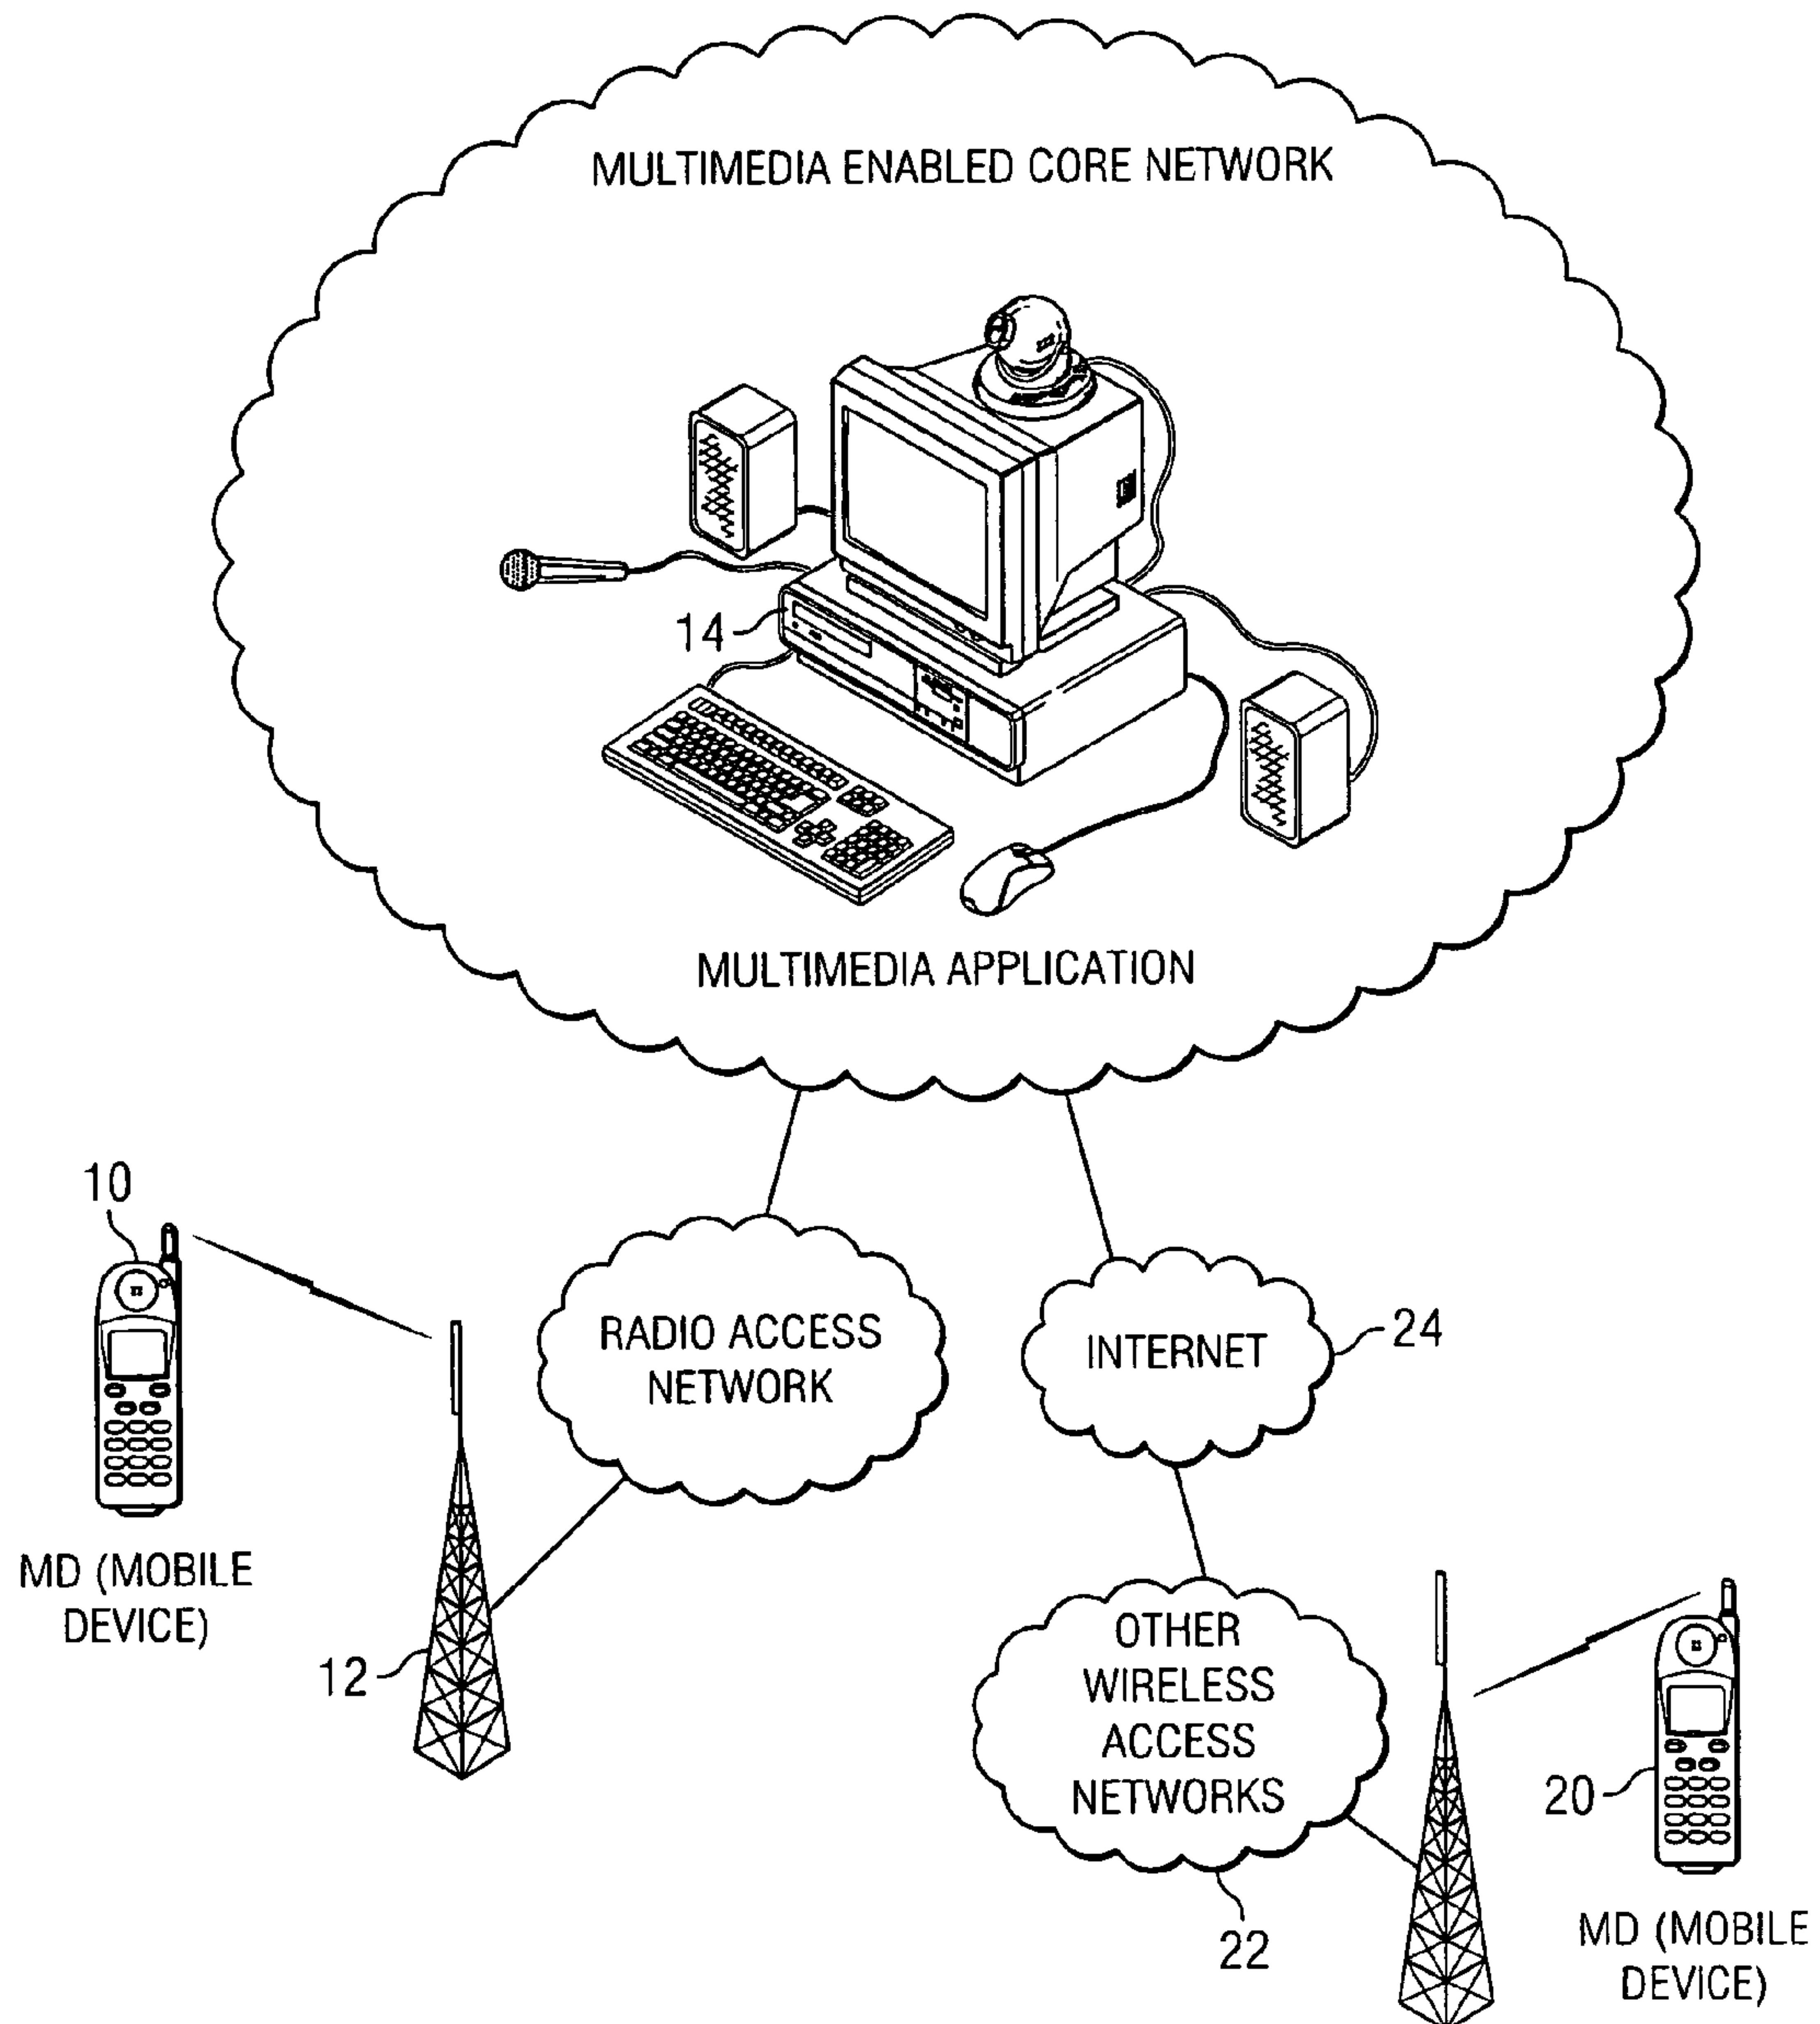 MULTIMEDIA ENABLED CORE NETWORK
14
MULTIMEDIA APPLICATION
10
RADIO ACCESS
NETWORK
INTERNET
24
MD (MOBILE
DEVICE)
12
OTHER
WIRELESS
ACCESS
NETWORKS
20
22
MD (MOBILE
DEVICE)